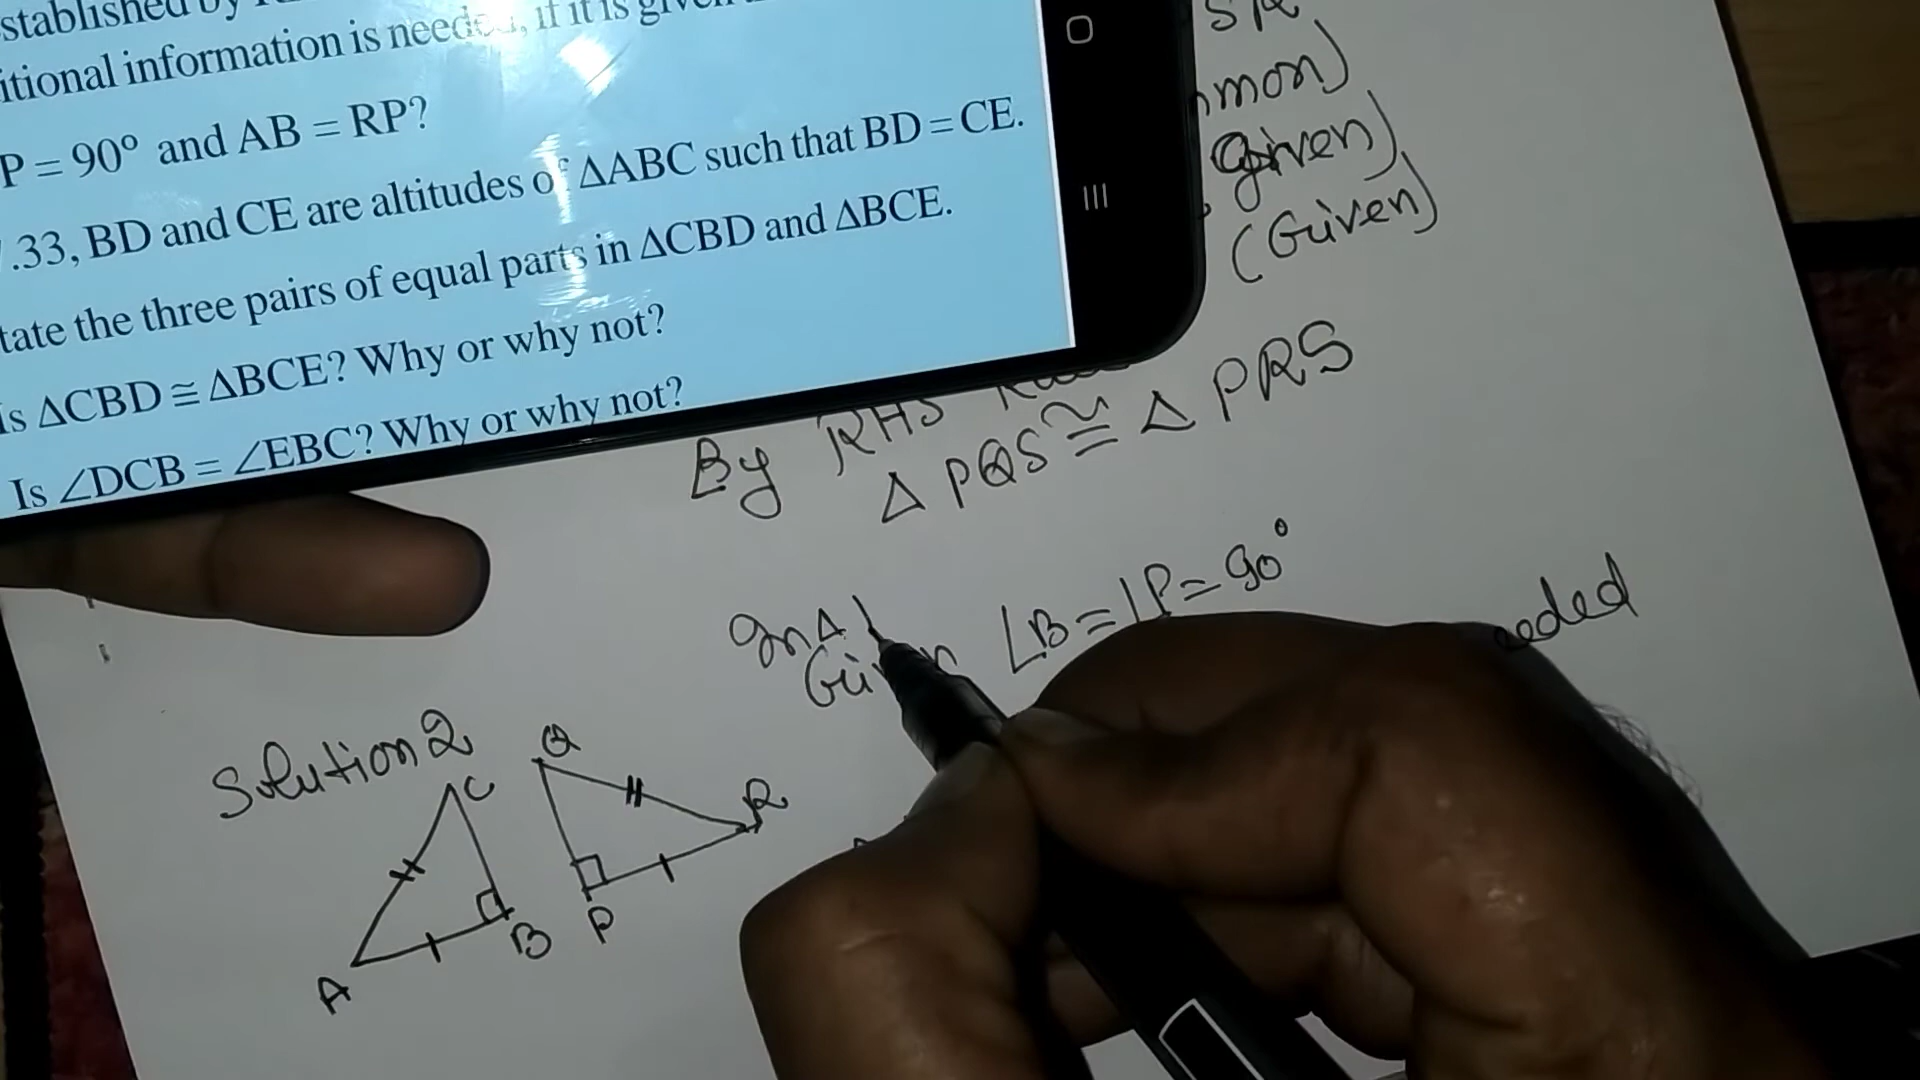 itional information is needed, if it is
P = 90° and AB = RP?
.33, BD and CE are altitudes of ΔABC such that BD = CE.
tate the three pairs of equal parts in ΔCBD and ΔBCE.
Is ΔCBD ≅ ΔBCE? Why or why not?
Is ∠DCB = ∠EBC? Why or why not?
mmon)
given)
(Given)
By RHS
Δ PQS ≅ Δ PRS
In Δ
Given ∠B = ∠P = 90°
eeded
Solution 2
C
Q
R
A
B
P